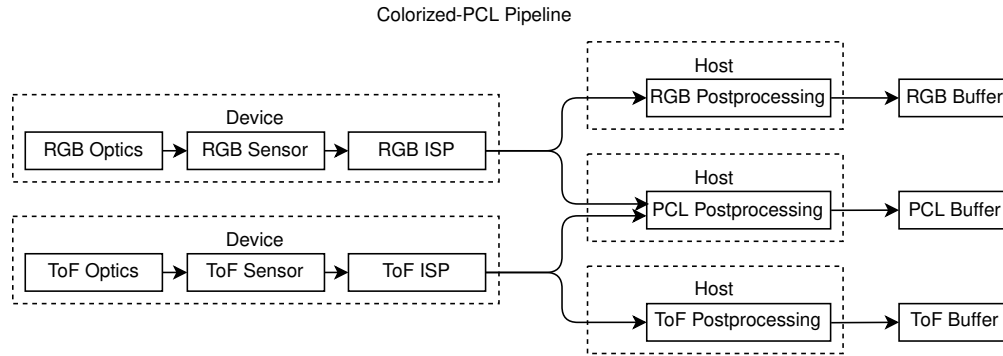 Colorized-PCL Pipeline
Host
RGB Postprocessing
RGB Buffer
Device
RGB Optics
RGB Sensor
RGB ISP
Host
PCL Postprocessing
PCL Buffer
Device
ToF Optics
ToF Sensor
ToF ISP
Host
ToF Postprocessing
ToF Buffer